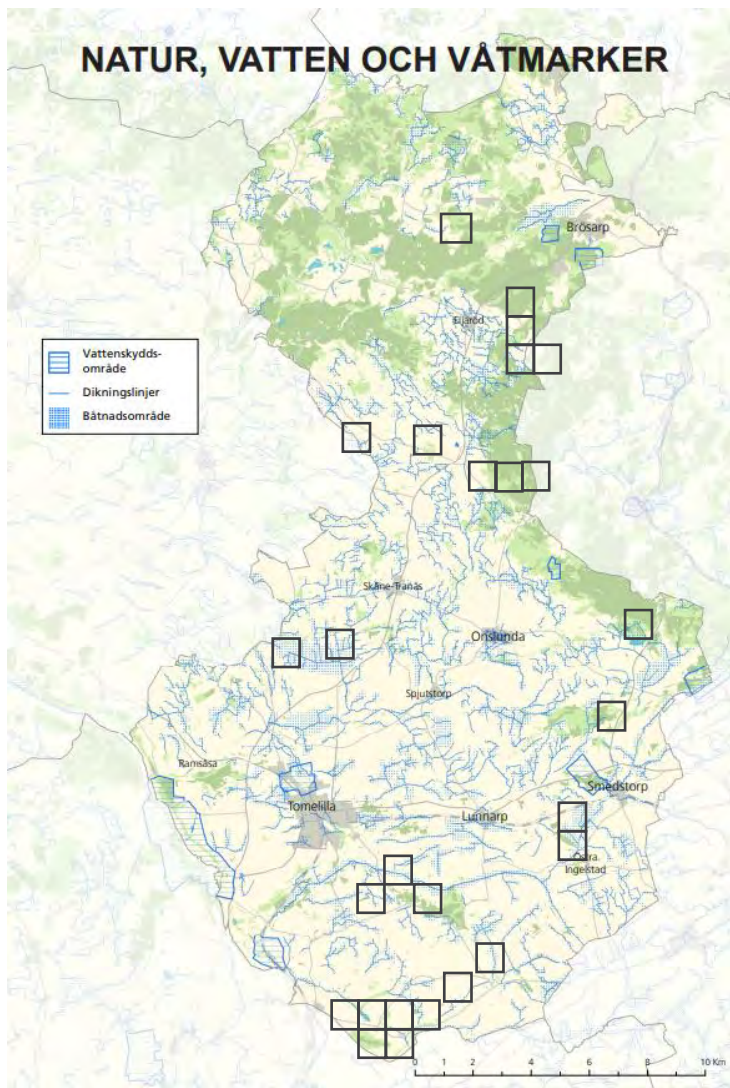 NATUR, VATTEN OCH VÅTMARKER
Brösarp
Eljaröd
Vattenskydds-
område
Dikningslinjer
Båtnadsområde
Skåne-Tranås
Onslunda
Spjutstorp
Ramsåsa
Smedstorp
Tomelilla
Lunnarp
Östra
Ingelstad
0 1 2 4 6 8 10 Km